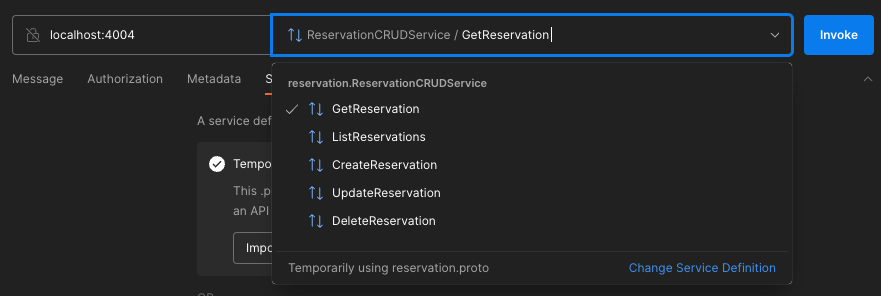 localhost:4004
ReservationCRUDService / GetReservation
Invoke
Message
Authorization
Metadata
S
reservation.ReservationCRUDService
GetReservation
ListReservations
CreateReservation
UpdateReservation
DeleteReservation
Temporarily using reservation.proto
Change Service Definition
A service def
Tempo
This .p
an API
Impo